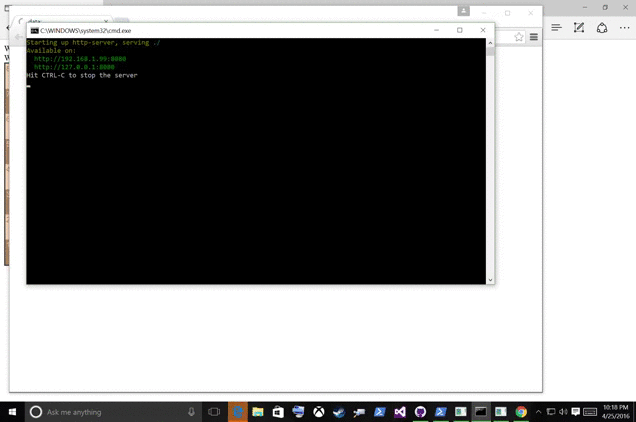 data
C:\WINDOWS\system32\cmd.exe
Starting up http-server, serving ./
Available on:
http://192.168.1.99:8080
http://127.0.0.1:8080
Hit CTRL-C to stop the server
Ask me anything
10:18 PM
4/25/2016